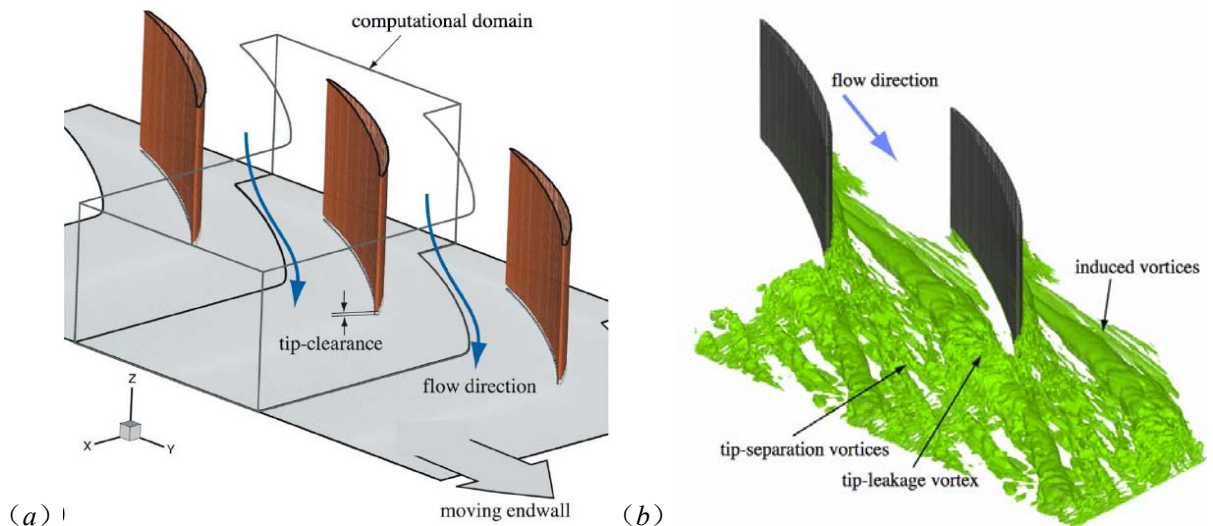 computational domain
tip-clearance
flow direction
Z
X
Y
moving endwall
(a)
flow direction
induced vortices
tip-separation vortices
tip-leakage vortex
(b)